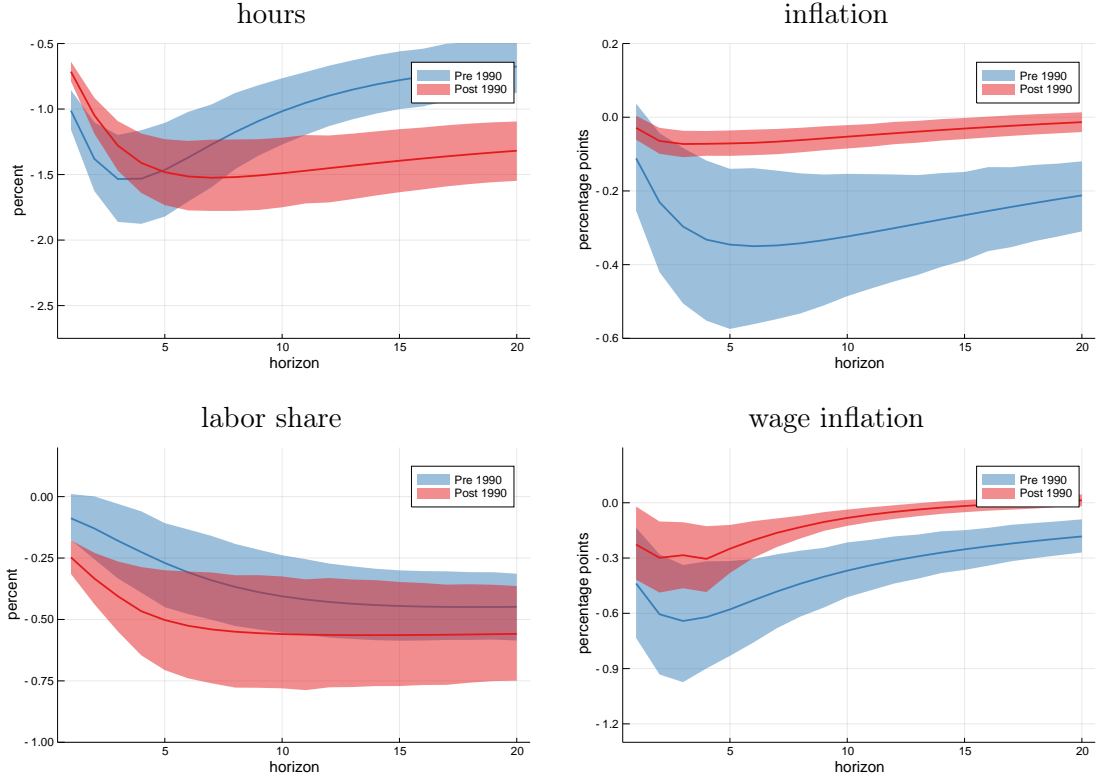 hours
- 0.5
- 1.0
- 1.5
- 2.0
- 2.5
percent
Pre 1990
Post 1990
5
10
15
20
horizon
inflation
0.2
0.0
- 0.2
- 0.4
- 0.6
percentage points
Pre 1990
Post 1990
5
10
15
20
horizon
labor share
0.00
- 0.25
- 0.50
- 0.75
- 1.00
percent
Pre 1990
Post 1990
5
10
15
20
horizon
wage inflation
0.0
- 0.3
- 0.6
- 0.9
- 1.2
percentage points
Pre 1990
Post 1990
5
10
15
20
horizon